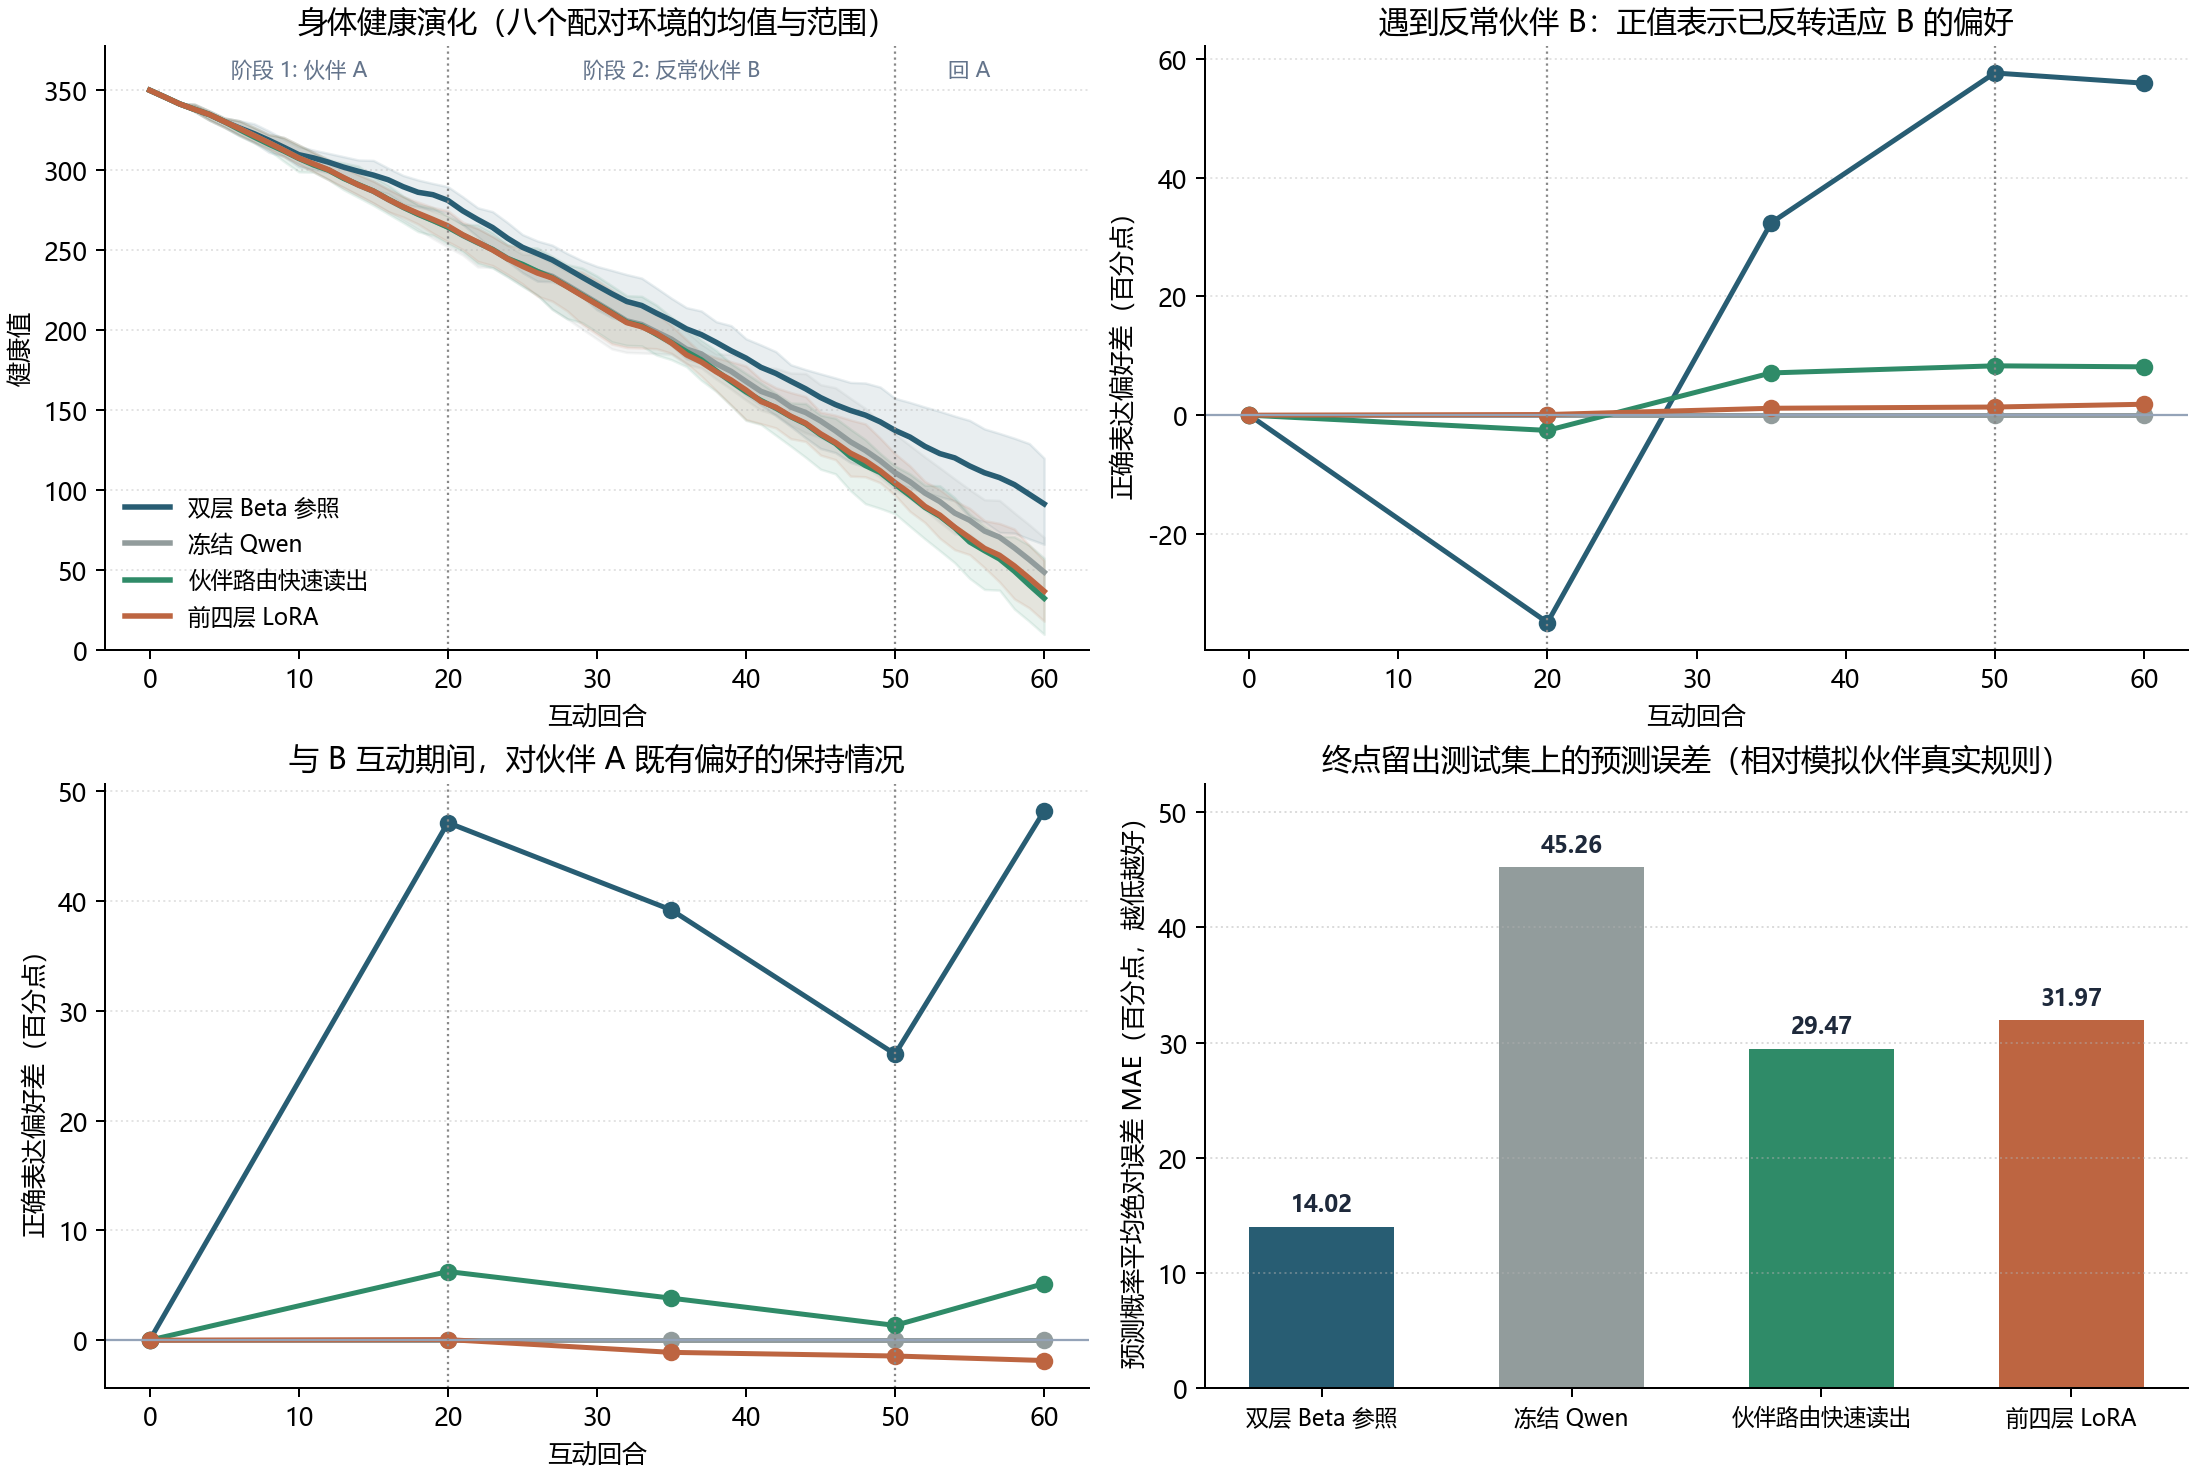 身体健康演化（八个配对环境的均值与范围）
阶段 1: 伙伴 A
阶段 2: 反常伙伴 B
回 A
健康值
350
300
250
200
150
100
50
0
双层 Beta 参照
冻结 Qwen
伙伴路由快速读出
前四层 LoRA
0 10 20 30 40 50 60
互动回合
遇到反常伙伴 B：正值表示已反转适应 B 的偏好
正确表达偏好差（百分点）
60
40
20
0
-20
0 10 20 30 40 50 60
互动回合
与 B 互动期间，对伙伴 A 既有偏好的保持情况
正确表达偏好差（百分点）
50
40
30
20
10
0
0 10 20 30 40 50 60
互动回合
终点留出测试集上的预测误差（相对模拟伙伴真实规则）
预测概率平均绝对误差 MAE（百分点，越低越好）
50
40
30
20
10
0
14.02
45.26
29.47
31.97
双层 Beta 参照
冻结 Qwen
伙伴路由快速读出
前四层 LoRA